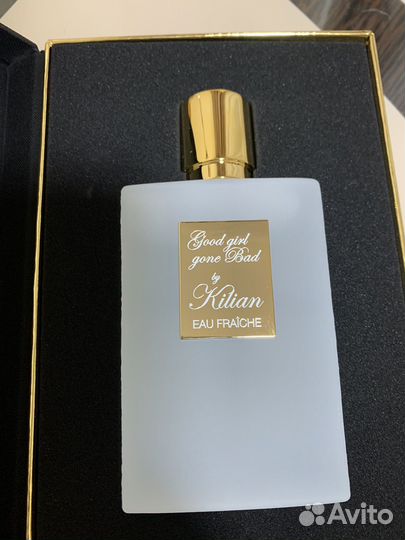 Good girl
gone Bad
by
Kilian
EAU FRAÎCHE
Avito